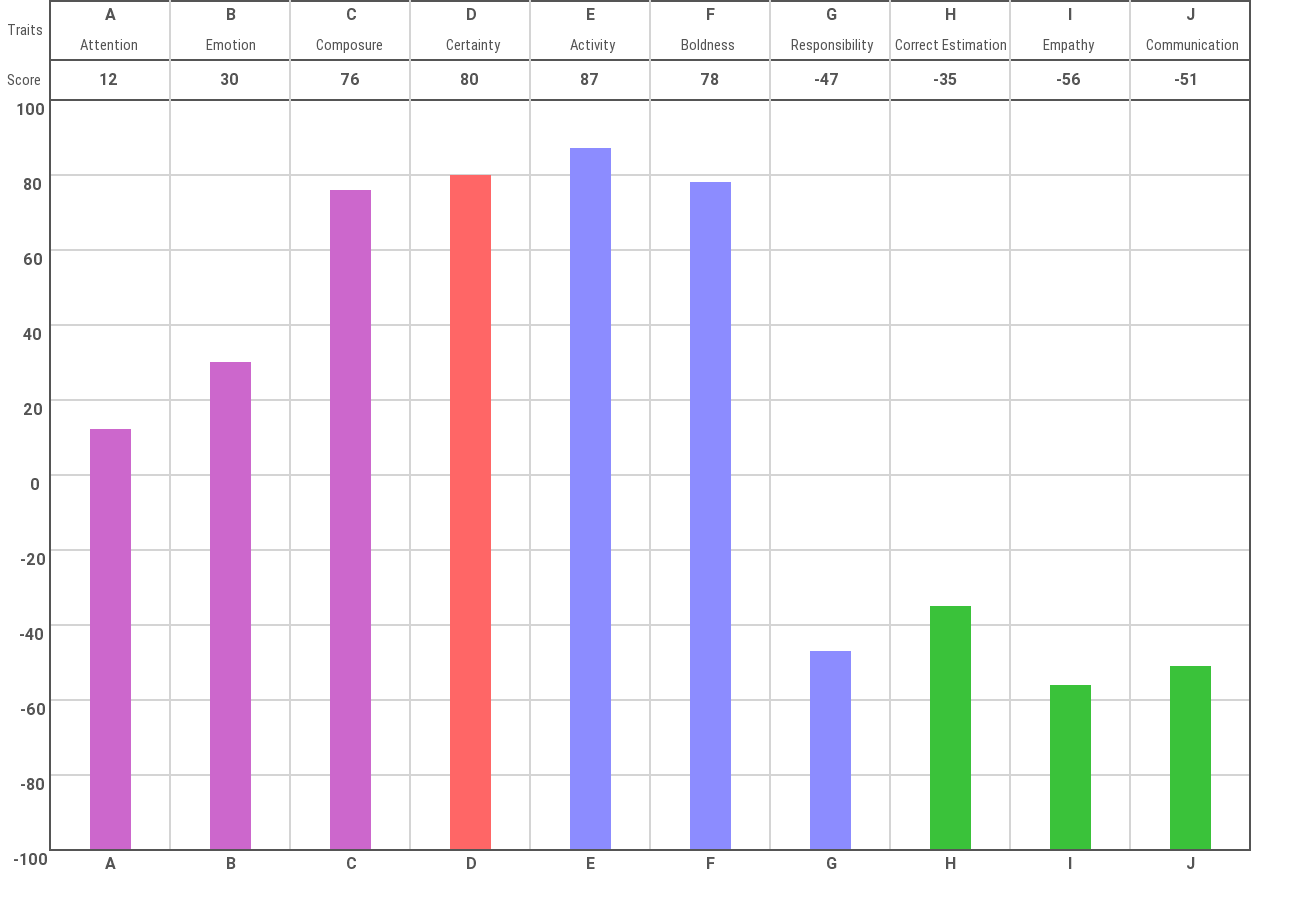 A B C D E F G H I J
Traits
Attention Emotion Composure Certainty Activity Boldness Responsibility Correct Estimation Empathy Communication
Score 12 30 76 80 87 78 -47 -35 -56 -51
100
80
60
40
20
0
-20
-40
-60
-80
-100
A B C D E F G H I J